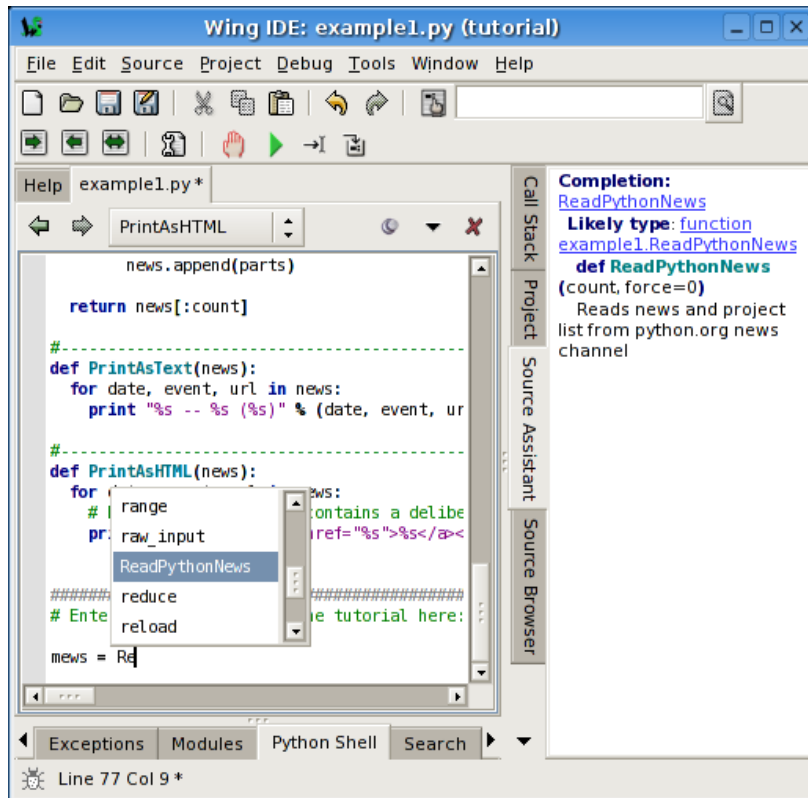 Wing IDE: example1.py (tutorial)
File Edit Source Project Debug Tools Window Help
Help example1.py*
PrintAsHTML
news.append(parts)
return news[:count]
#---------------------------------------------
def PrintAsText(news):
for date, event, url in news:
print "%s -- %s (%s)" % (date, event, ur
#---------------------------------------------
def PrintAsHTML(news):
for ews:
# contains a delibe
pr ref="%s">%s</a><
range
raw_input
ReadPythonNews
reduce
reload
# Ente e tutorial here:
mews = Re
Call Stack
Project
Source Assistant
Source Browser
Completion:
ReadPythonNews
Likely type: function
example1.ReadPythonNews
def ReadPythonNews
(count, force=0)
Reads news and project
list from python.org news
channel
Exceptions Modules Python Shell Search
Line 77 Col 9 *